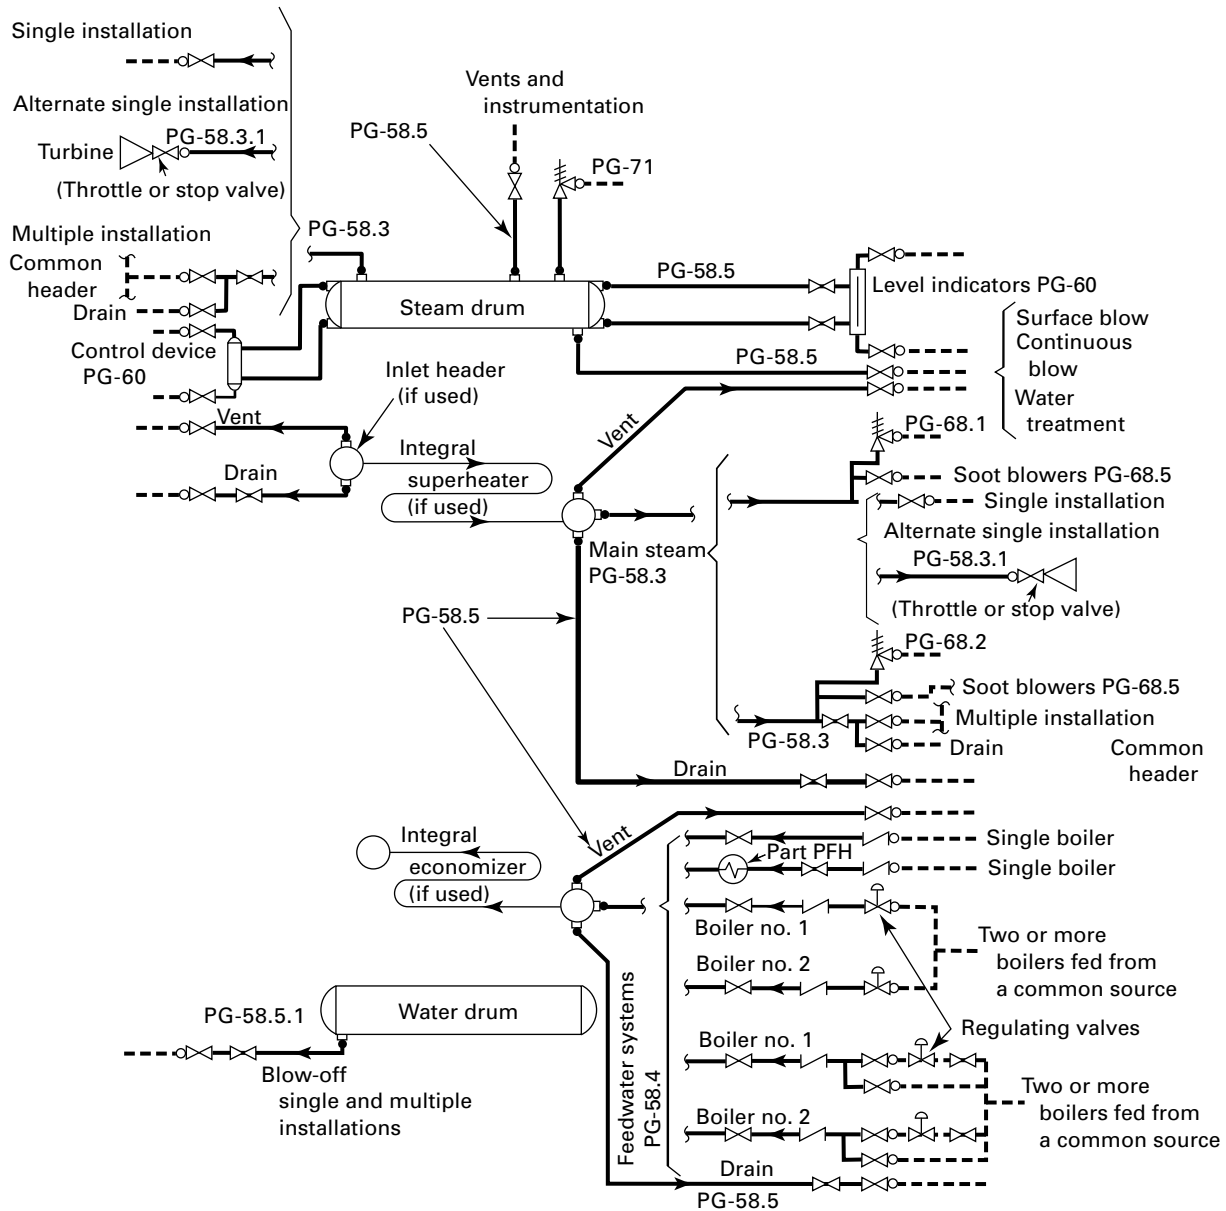 Single installation
Alternate single installation
PG-58.3.1
Turbine
(Throttle or stop valve)
Multiple installation
Common
header
Drain
Control device
PG-60
PG-58.3
PG-58.5
Vents and
instrumentation
PG-71
Steam drum
PG-58.5
Level indicators PG-60
PG-58.5
Surface blow
Continuous
blow
Water
treatment
Vent
Drain
Inlet header
(if used)
Integral
superheater
(if used)
Vent
Main steam
PG-58.3
PG-68.1
Soot blowers PG-68.5
Single installation
Alternate single installation
PG-58.3.1
(Throttle or stop valve)
PG-58.5
PG-68.2
Soot blowers PG-68.5
Multiple installation
PG-58.3
Drain
Common
header
Drain
Integral
economizer
(if used)
Vent
Single boiler
Part PFH
Single boiler
Boiler no. 1
Boiler no. 2
Two or more
boilers fed from
a common source
Regulating valves
Water drum
PG-58.5.1
Blow-off
single and multiple
installations
Feedwater systems
PG-58.4
Boiler no. 1
Boiler no. 2
Two or more
boilers fed from
a common source
Drain
PG-58.5